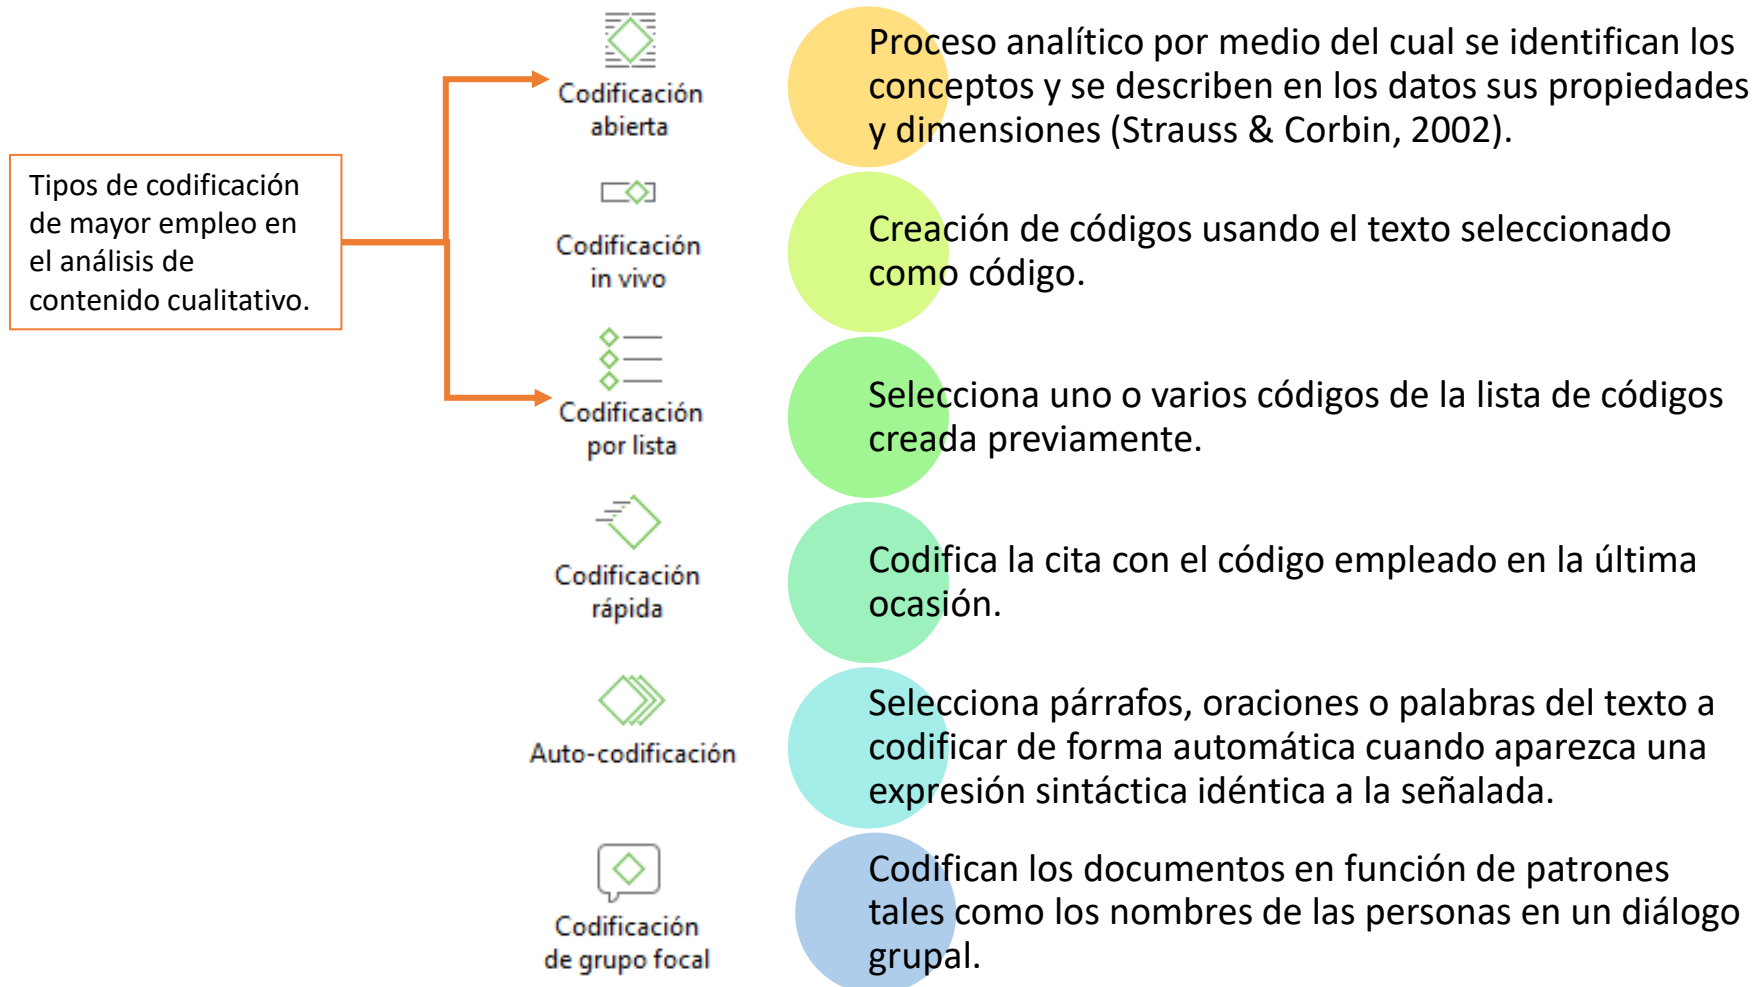 Tipos de codificación
de mayor empleo en
el análisis de
contenido cualitativo.
Codificación
abierta
Proceso analítico por medio del cual se identifican los
conceptos y se describen en los datos sus propiedades
y dimensiones (Strauss & Corbin, 2002).
Codificación
in vivo
Creación de códigos usando el texto seleccionado
como código.
Codificación
por lista
Selecciona uno o varios códigos de la lista de códigos
creada previamente.
Codificación
rápida
Codifica la cita con el código empleado en la última
ocasión.
Auto-codificación
Selecciona párrafos, oraciones o palabras del texto a
codificar de forma automática cuando aparezca una
expresión sintáctica idéntica a la señalada.
Codificación
de grupo focal
Codifican los documentos en función de patrones
tales como los nombres de las personas en un diálogo
grupal.